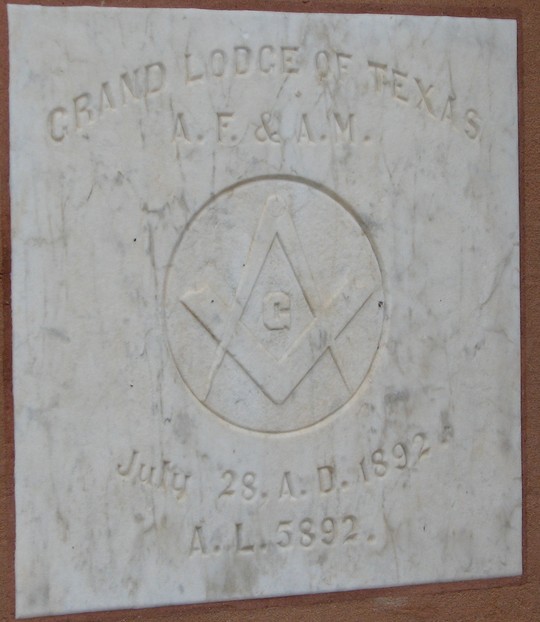 GRAND LODGE OF TEXAS
A. F. & A. M.
G
July 28. A. D. 1892.
A. L. 5892.